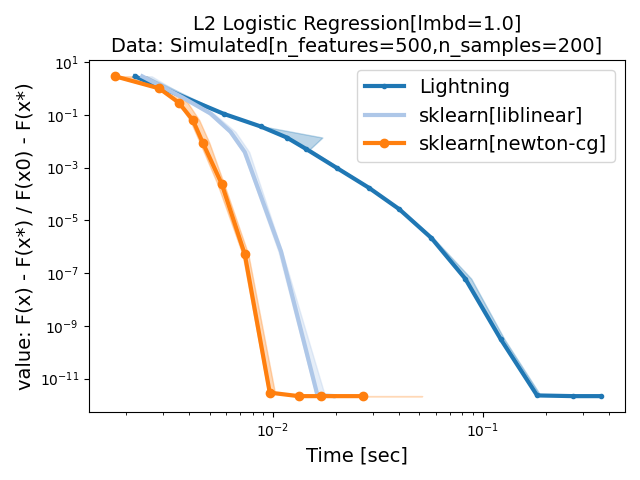 L2 Logistic Regression[lmbd=1.0]
Data: Simulated[n_features=500,n_samples=200]
value: F(x) - F(x*) / F(x0) - F(x*)
10¹
10⁻¹
10⁻³
10⁻⁵
10⁻⁷
10⁻⁹
10⁻¹¹
Lightning
sklearn[liblinear]
sklearn[newton-cg]
10⁻²
10⁻¹
Time [sec]